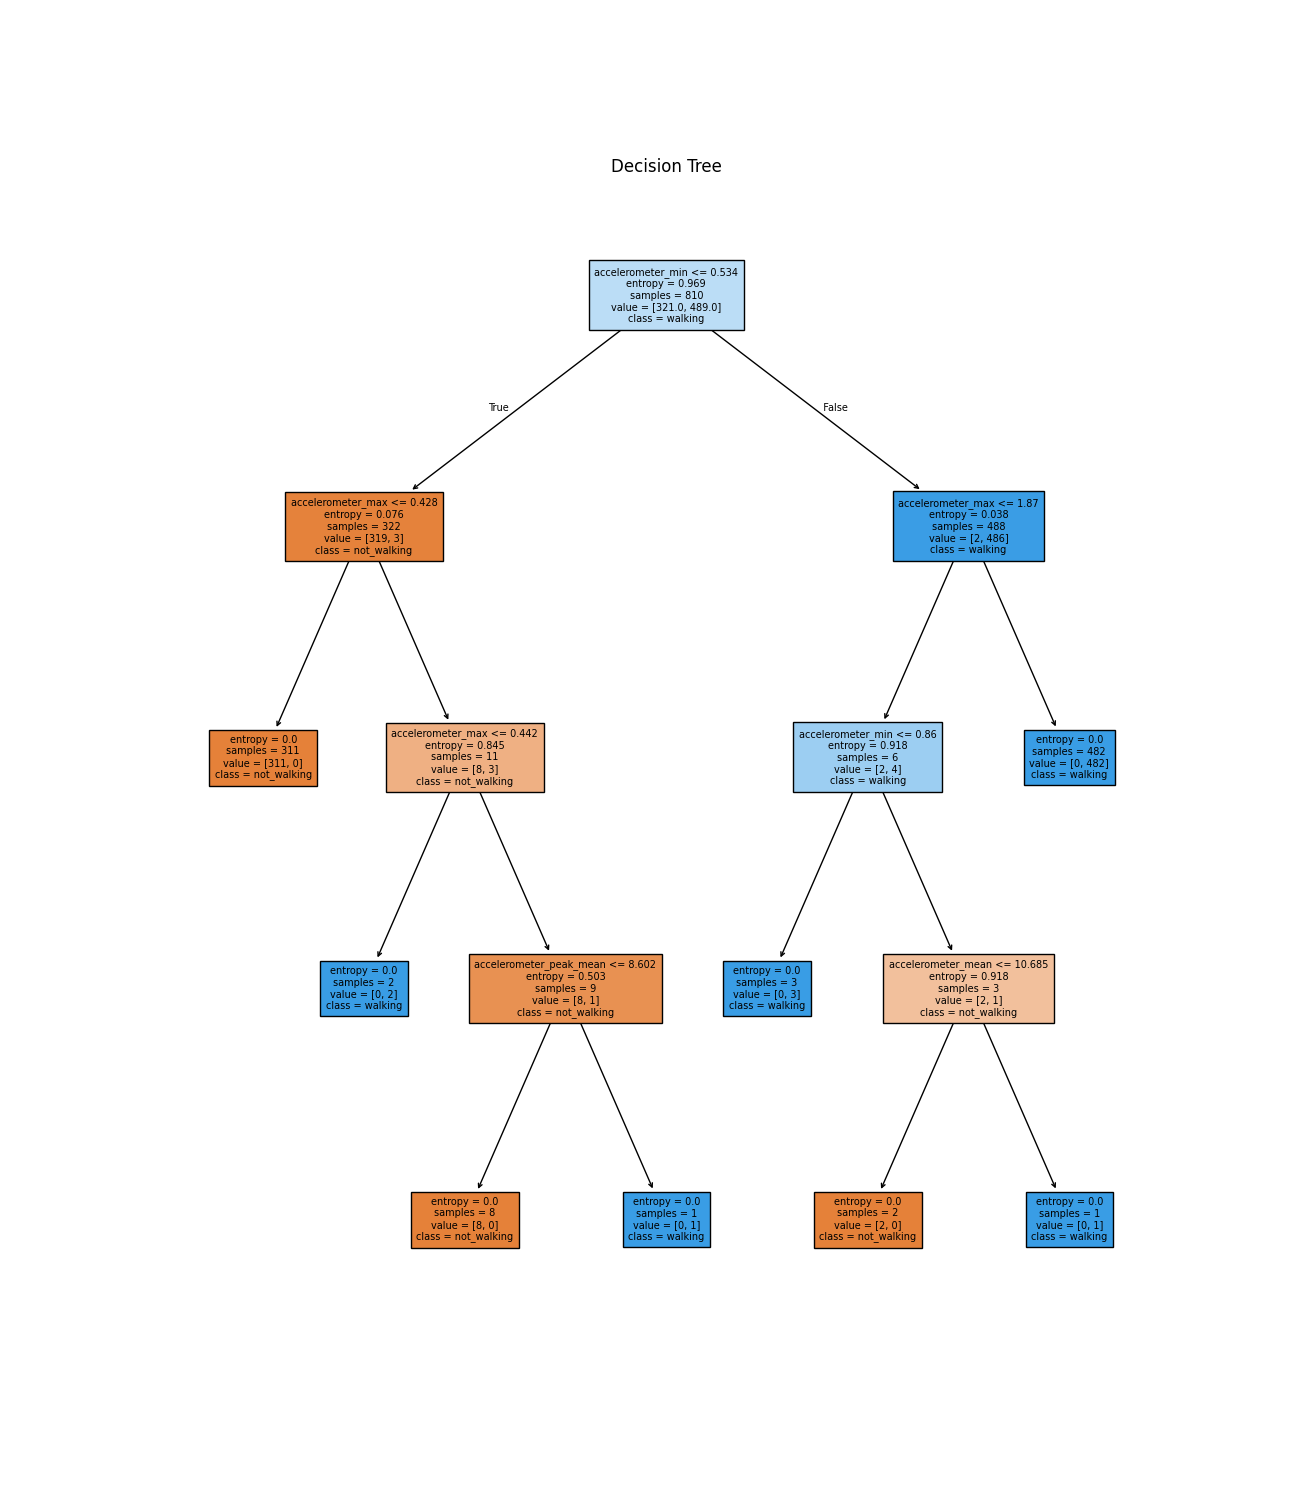 Decision Tree
accelerometer_min <= 0.534
entropy = 0.969
samples = 810
value = [321.0, 489.0]
class = walking
True
False
accelerometer_max <= 0.428
entropy = 0.076
samples = 322
value = [319, 3]
class = not_walking
accelerometer_max <= 1.87
entropy = 0.038
samples = 488
value = [2, 486]
class = walking
entropy = 0.0
samples = 311
value = [311, 0]
class = not_walking
accelerometer_max <= 0.442
entropy = 0.845
samples = 11
value = [8, 3]
class = not_walking
accelerometer_min <= 0.86
entropy = 0.918
samples = 6
value = [2, 4]
class = walking
entropy = 0.0
samples = 482
value = [0, 482]
class = walking
entropy = 0.0
samples = 2
value = [0, 2]
class = walking
accelerometer_peak_mean <= 8.602
entropy = 0.503
samples = 9
value = [8, 1]
class = not_walking
entropy = 0.0
samples = 3
value = [0, 3]
class = walking
accelerometer_mean <= 10.685
entropy = 0.918
samples = 3
value = [2, 1]
class = not_walking
entropy = 0.0
samples = 8
value = [8, 0]
class = not_walking
entropy = 0.0
samples = 1
value = [0, 1]
class = walking
entropy = 0.0
samples = 2
value = [2, 0]
class = not_walking
entropy = 0.0
samples = 1
value = [0, 1]
class = walking